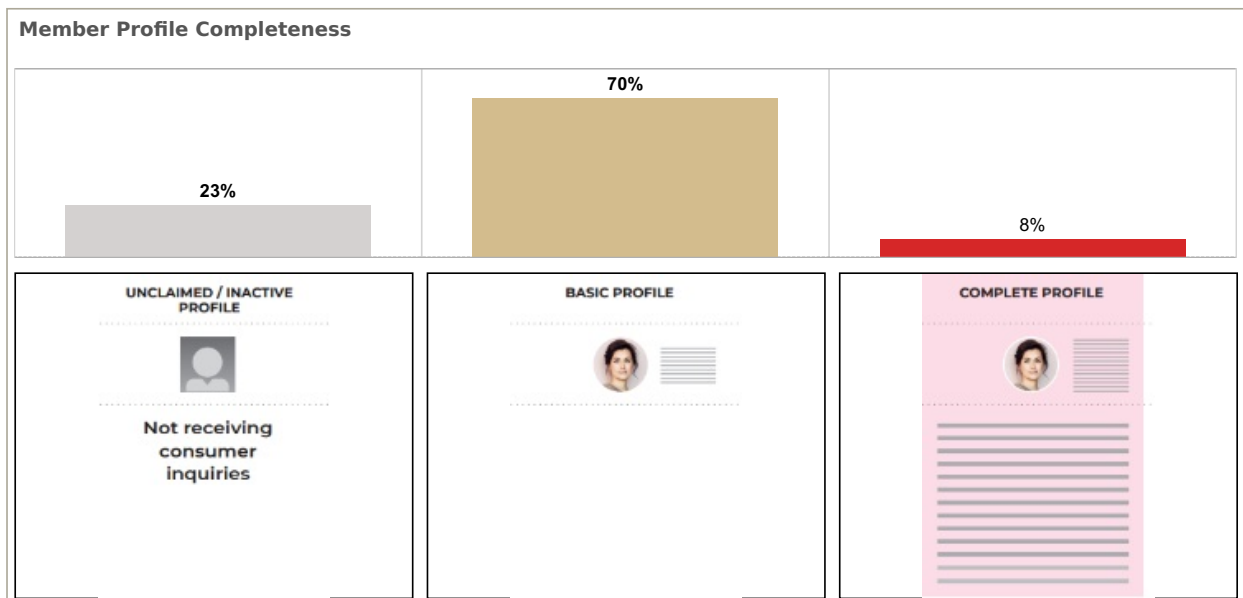 Member Profile Completeness
70%
23%
8%
UNCLAIMED / INACTIVE
PROFILE
Not receiving
consumer
inquiries
BASIC PROFILE
COMPLETE PROFILE